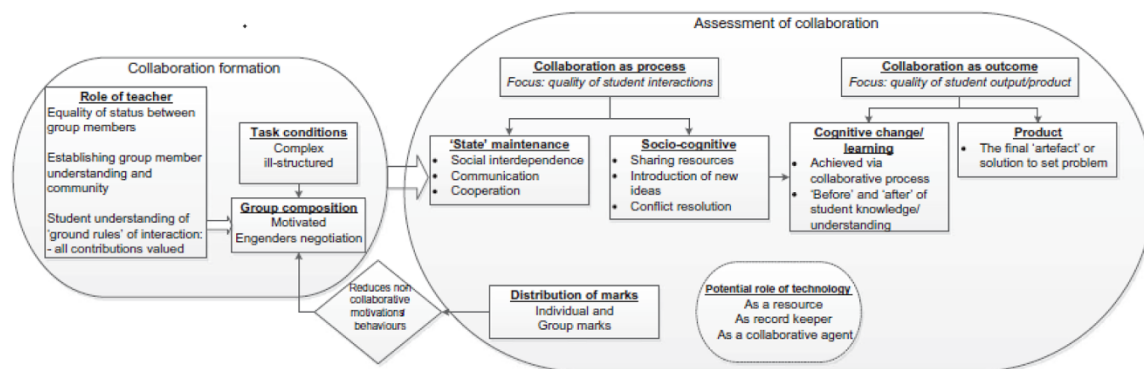 Assessment of collaboration
Collaboration formation
Role of teacher
Equality of status between
group members
Establishing group member
understanding and
community
Student understanding of
'ground rules' of interaction:
- all contributions valued
Task conditions
Complex
ill-structured
Group composition
Motivated
Engenders negotiation
Collaboration as process
Focus: quality of student interactions
Collaboration as outcome
Focus: quality of student output/product
'State' maintenance
• Social interdependence
• Communication
• Cooperation
Socio-cognitive
• Sharing resources
• Introduction of new
ideas
• Conflict resolution
Cognitive change/
learning
• Achieved via
collaborative process
• 'Before' and 'after' of
student knowledge/
understanding
Product
• The final 'artefact' or
solution to set problem
Reduces non
collaborative
motivations/
behaviours
Distribution of marks
Individual and
Group marks
Potential role of technology
As a resource
As record keeper
As a collaborative agent